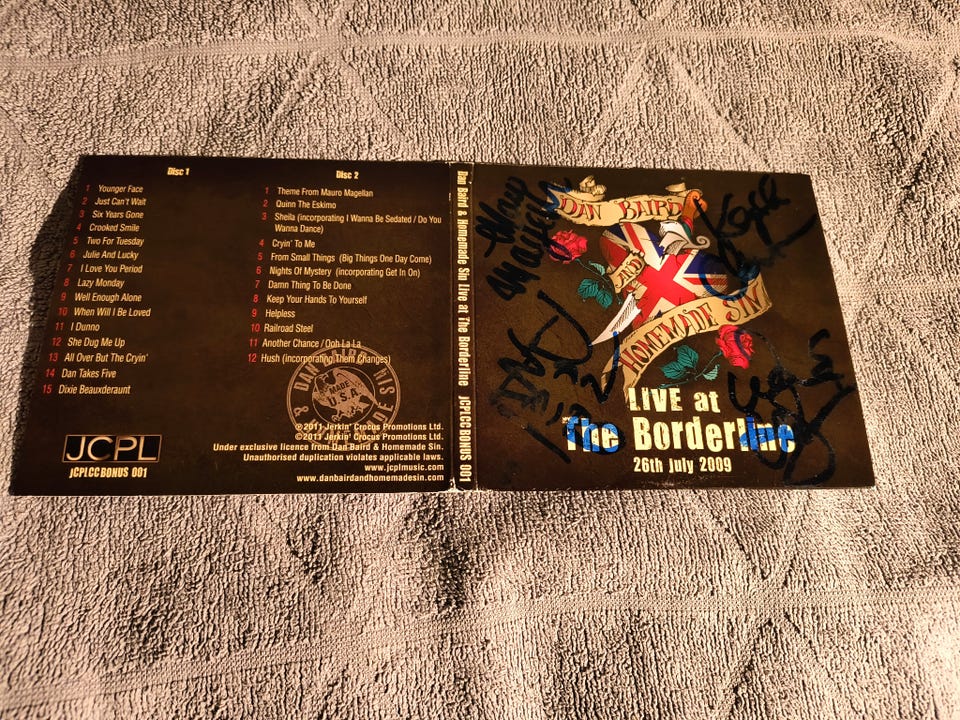 Disc 1
1 Younger Face
2 Just Can't Wait
3 Six Years Gone
4 Crooked Smile
5 Two For Tuesday
6 Julie And Lucky
7 I Love You Period
8 Lazy Monday
9 Well Enough Alone
10 When Will I Be Loved
11 I Dunno
12 She Dug Me Up
13 All Over But The Cryin'
14 Dan Takes Five
15 Dixie Beauxderaunt
Disc 2
1 Theme From Mauro Magellan
2 Quinn The Eskimo
3 Sheila (incorporating I Wanna Be Sedated / Do You
Wanna Dance)
4 Cryin' To Me
5 From Small Things (Big Things One Day Come)
6 Nights Of Mystery (incorporating Get In On)
7 Damn Thing To Be Done
8 Keep Your Hands To Yourself
9 Helpless
10 Railroad Steel
11 Another Chance / Ooh La La
12 Hush (incorporating Them Changes)
MADE
U.S.A.
©2011 Jerkin' Crocus Promotions Ltd.
℗2013 Jerkin' Crocus Promotions Ltd.
Under exclusive licence from Dan Baird & Homemade Sin.
Unauthorised duplication violates applicable laws.
www.jcplmusic.com
www.danbairdandhomemadesin.com
JCPL
JCPLCC BONUS 001
Dan Baird & Homemade Sin Live at The Borderline JCPLCC BONUS 001
DAN BAIRD
AND
HOMEMADE SIN
LIVE at
The Borderline
26th July 2009